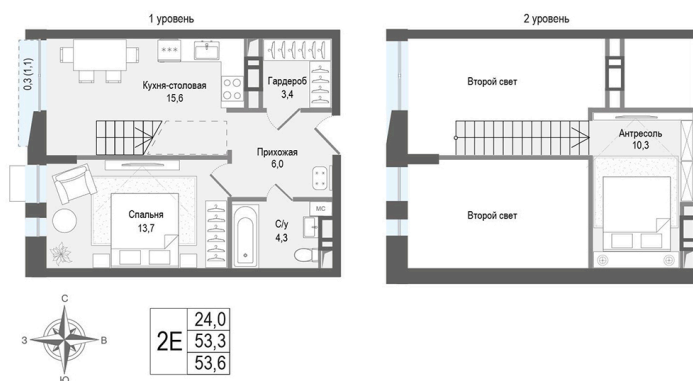 1 уровень
2 уровень
0,3 (1,1)
Кухня-столовая
15,6
Гардероб
3,4
Прихожая
6,0
Спальня
13,7
С/у
4,3
МС
Второй свет
Антресоль
10,3
Второй свет
С
З
В
Ю
2Е
24,0
53,3
53,6